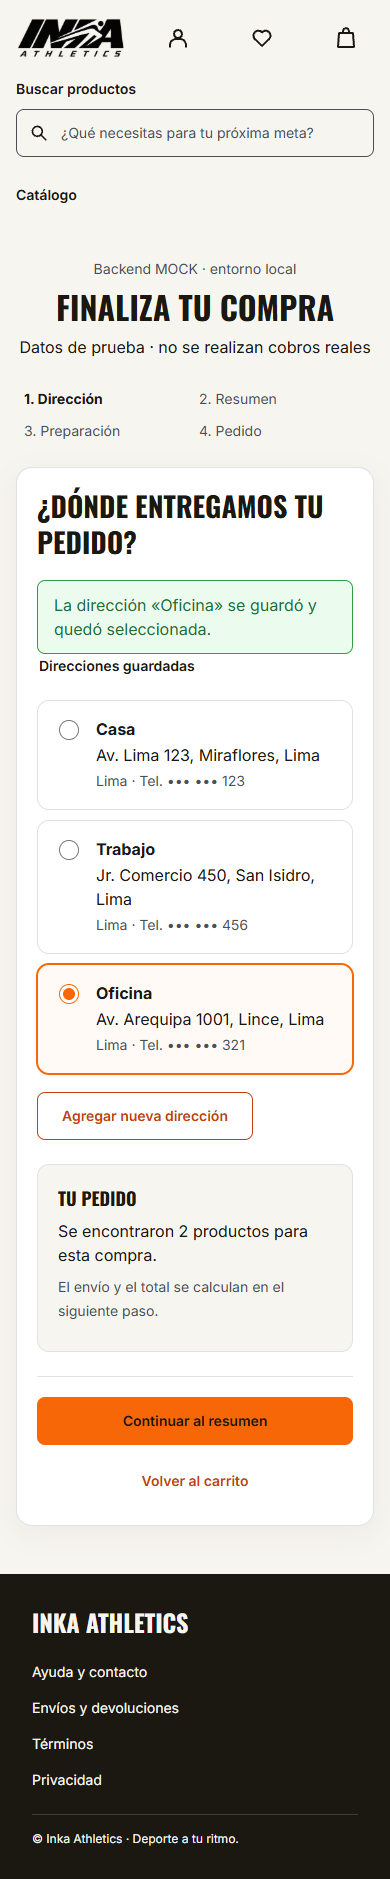 INKA
ATHLETICS
Buscar productos
¿Qué necesitas para tu próxima meta?
Catálogo
Backend MOCK · entorno local
FINALIZA TU COMPRA
Datos de prueba · no se realizan cobros reales
1. Dirección
2. Resumen
3. Preparación
4. Pedido
¿DÓNDE ENTREGAMOS TU
PEDIDO?
La dirección «Oficina» se guardó y
quedó seleccionada.
Direcciones guardadas
Casa
Av. Lima 123, Miraflores, Lima
Lima · Tel. ••• ••• 123
Trabajo
Jr. Comercio 450, San Isidro,
Lima
Lima · Tel. ••• ••• 456
Oficina
Av. Arequipa 1001, Lince, Lima
Lima · Tel. ••• ••• 321
Agregar nueva dirección
TU PEDIDO
Se encontraron 2 productos para
esta compra.
El envío y el total se calculan en el
siguiente paso.
Continuar al resumen
Volver al carrito
INKA ATHLETICS
Ayuda y contacto
Envíos y devoluciones
Términos
Privacidad
© Inka Athletics · Deporte a tu ritmo.